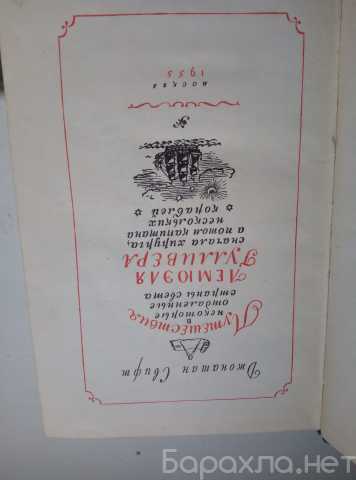 Джонатан Свифт
Путешествия
в некоторые
отдаленные
страны света
ЛЕМЮЭЛЯ
ГУЛЛИВЕРА
сначала хирурга,
а потом капитана
нескольких
кораблей
МОСКВА
1955
Барахла.нет